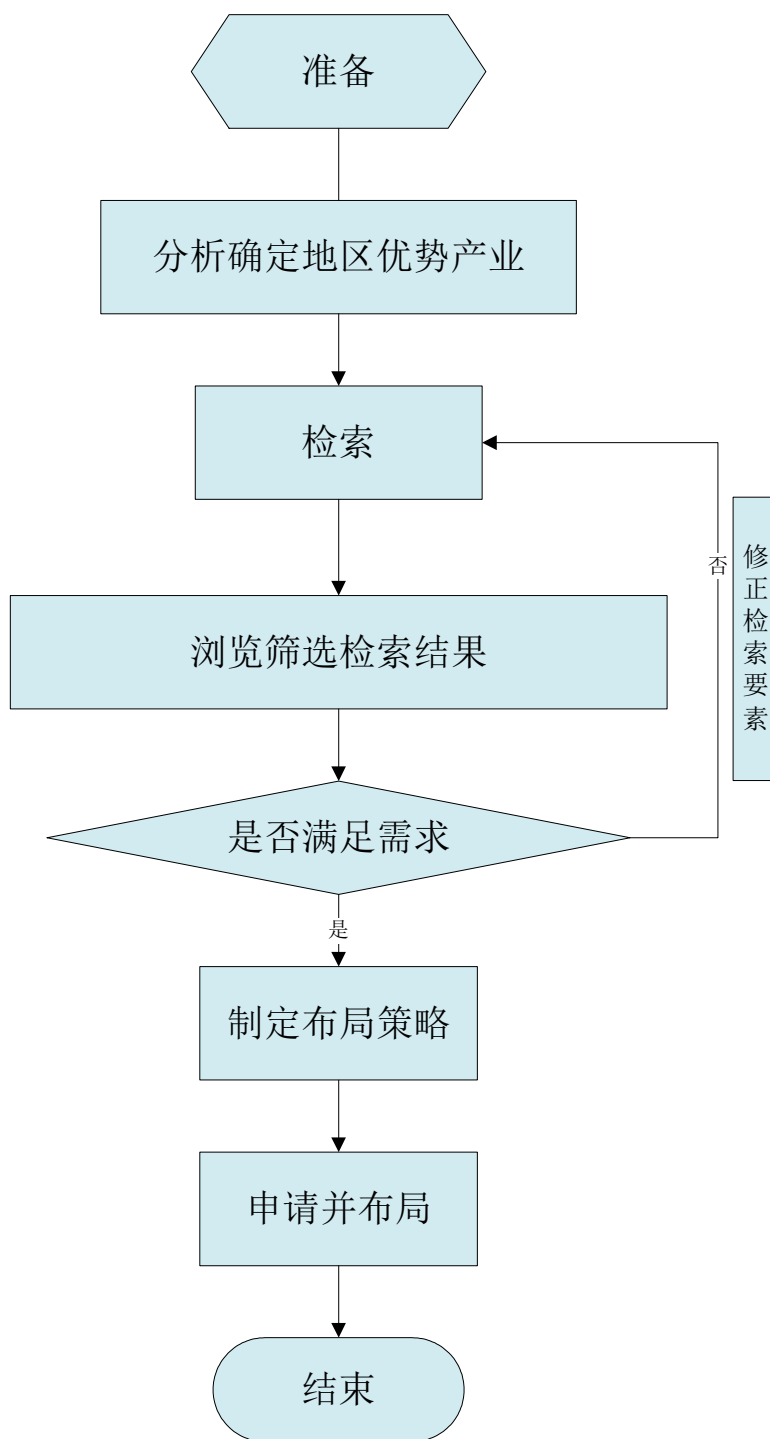 准备
分析确定地区优势产业
检索
浏览筛选检索结果
否
修正检索要素
是否满足需求
是
制定布局策略
申请并布局
结束